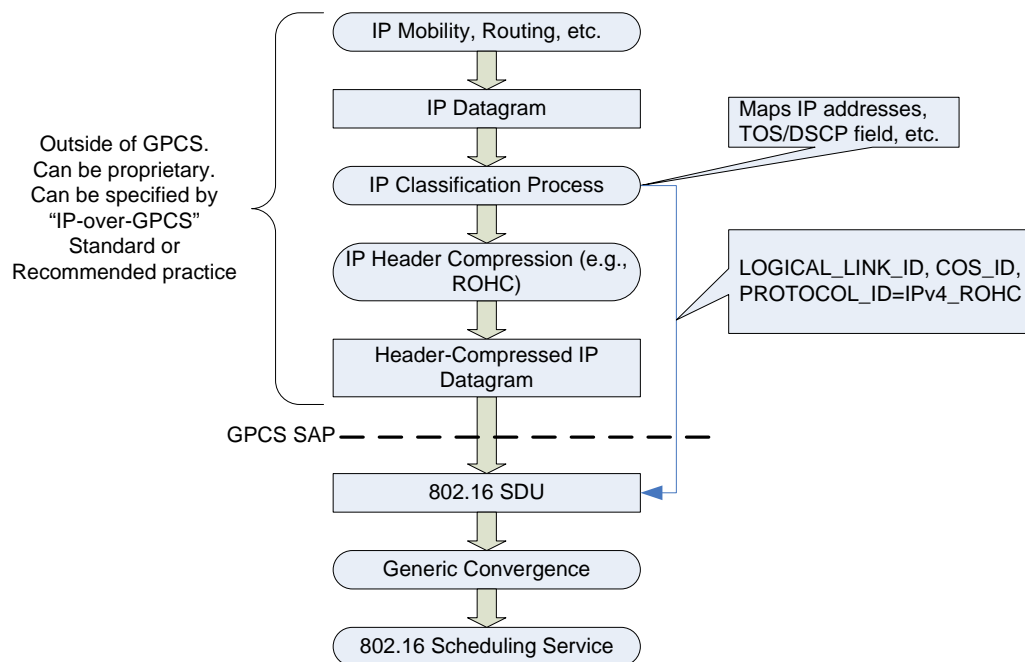 IP Mobility, Routing, etc.
IP Datagram
Maps IP addresses,
TOS/DSCP field, etc.
Outside of GPCS.
Can be proprietary.
Can be specified by
“IP-over-GPCS”
Standard or
Recommended practice
IP Classification Process
IP Header Compression (e.g.,
ROHC)
LOGICAL_LINK_ID, COS_ID,
PROTOCOL_ID=IPv4_ROHC
Header-Compressed IP
Datagram
GPCS SAP
802.16 SDU
Generic Convergence
802.16 Scheduling Service